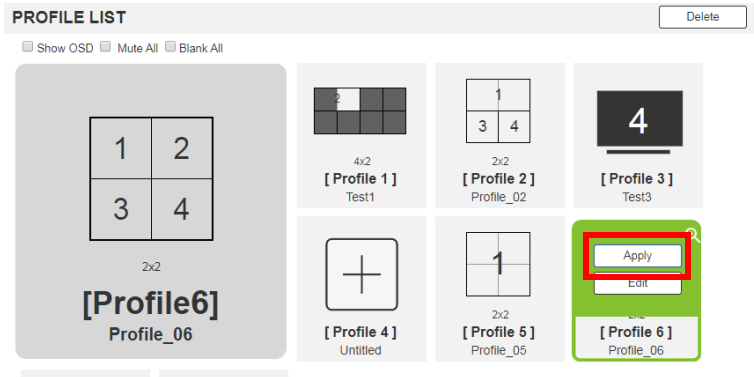 PROFILE LIST
Delete
Show OSD Mute All Blank All
1 2
3 4
2x2
[Profile6]
Profile_06
2
4x2
[ Profile 1 ]
Test1
1
3 4
2x2
[ Profile 2 ]
Profile_02
4
[ Profile 3 ]
Test3
[ Profile 4 ]
Untitled
1
2x2
[ Profile 5 ]
Profile_05
Apply
Edit
2x2
[ Profile 6 ]
Profile_06